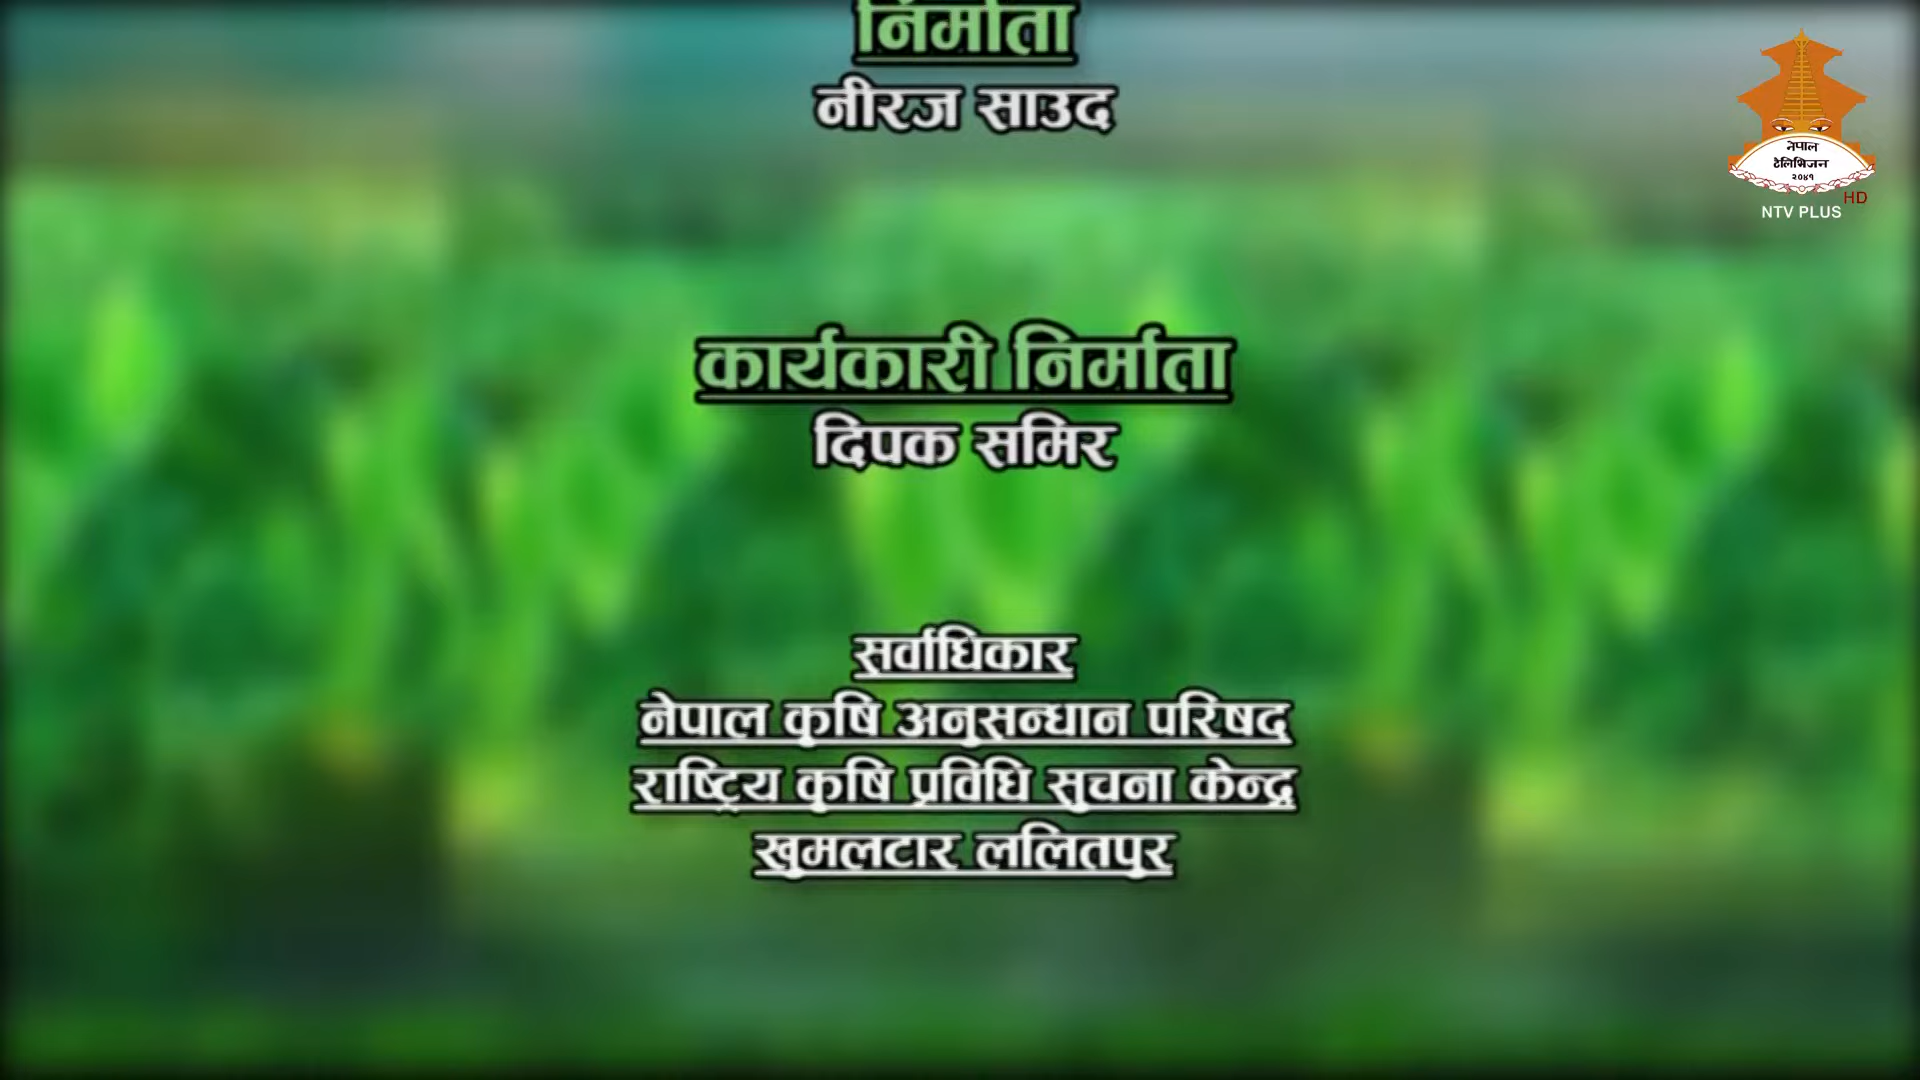 निर्माता
नीरज साउद
कार्यकारी निर्माता
दिपक समिर
सर्वाधिकार
नेपाल कृषि अनुसन्धान परिषद
राष्ट्रिय कृषि प्रविधि सुचना केन्द्र
खुमलटार ललितपुर
नेपाल
टेलिभिजन
२०४१
HD
NTV PLUS